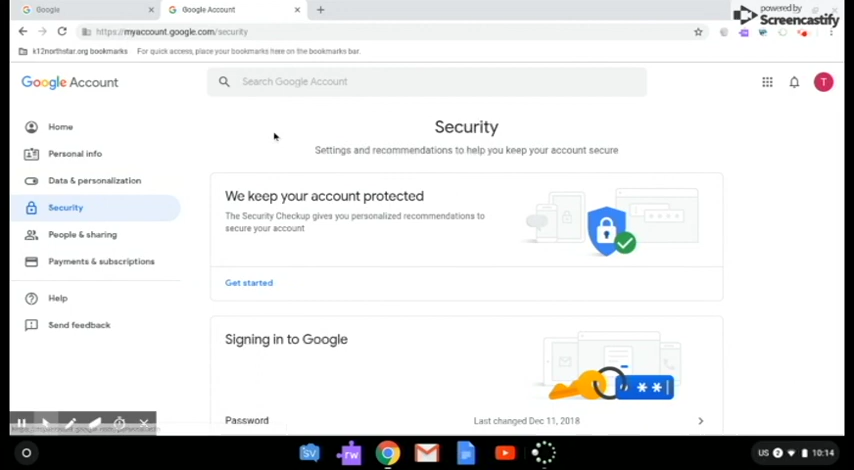 Google
Google Account
powered by
Screencastify
https://myaccount.google.com/security
k12northstar.org bookmarks
For quick access, place your bookmarks here on the bookmarks bar.
Google Account
Search Google Account
T
Home
Personal info
Data & personalization
Security
People & sharing
Payments & subscriptions
Help
Send feedback
Security
Settings and recommendations to help you keep your account secure
We keep your account protected
The Security Checkup gives you personalized recommendations to
secure your account
Get started
Signing in to Google
**|
Password
Last changed Dec 11, 2018
SV
rw
US 2 10:14